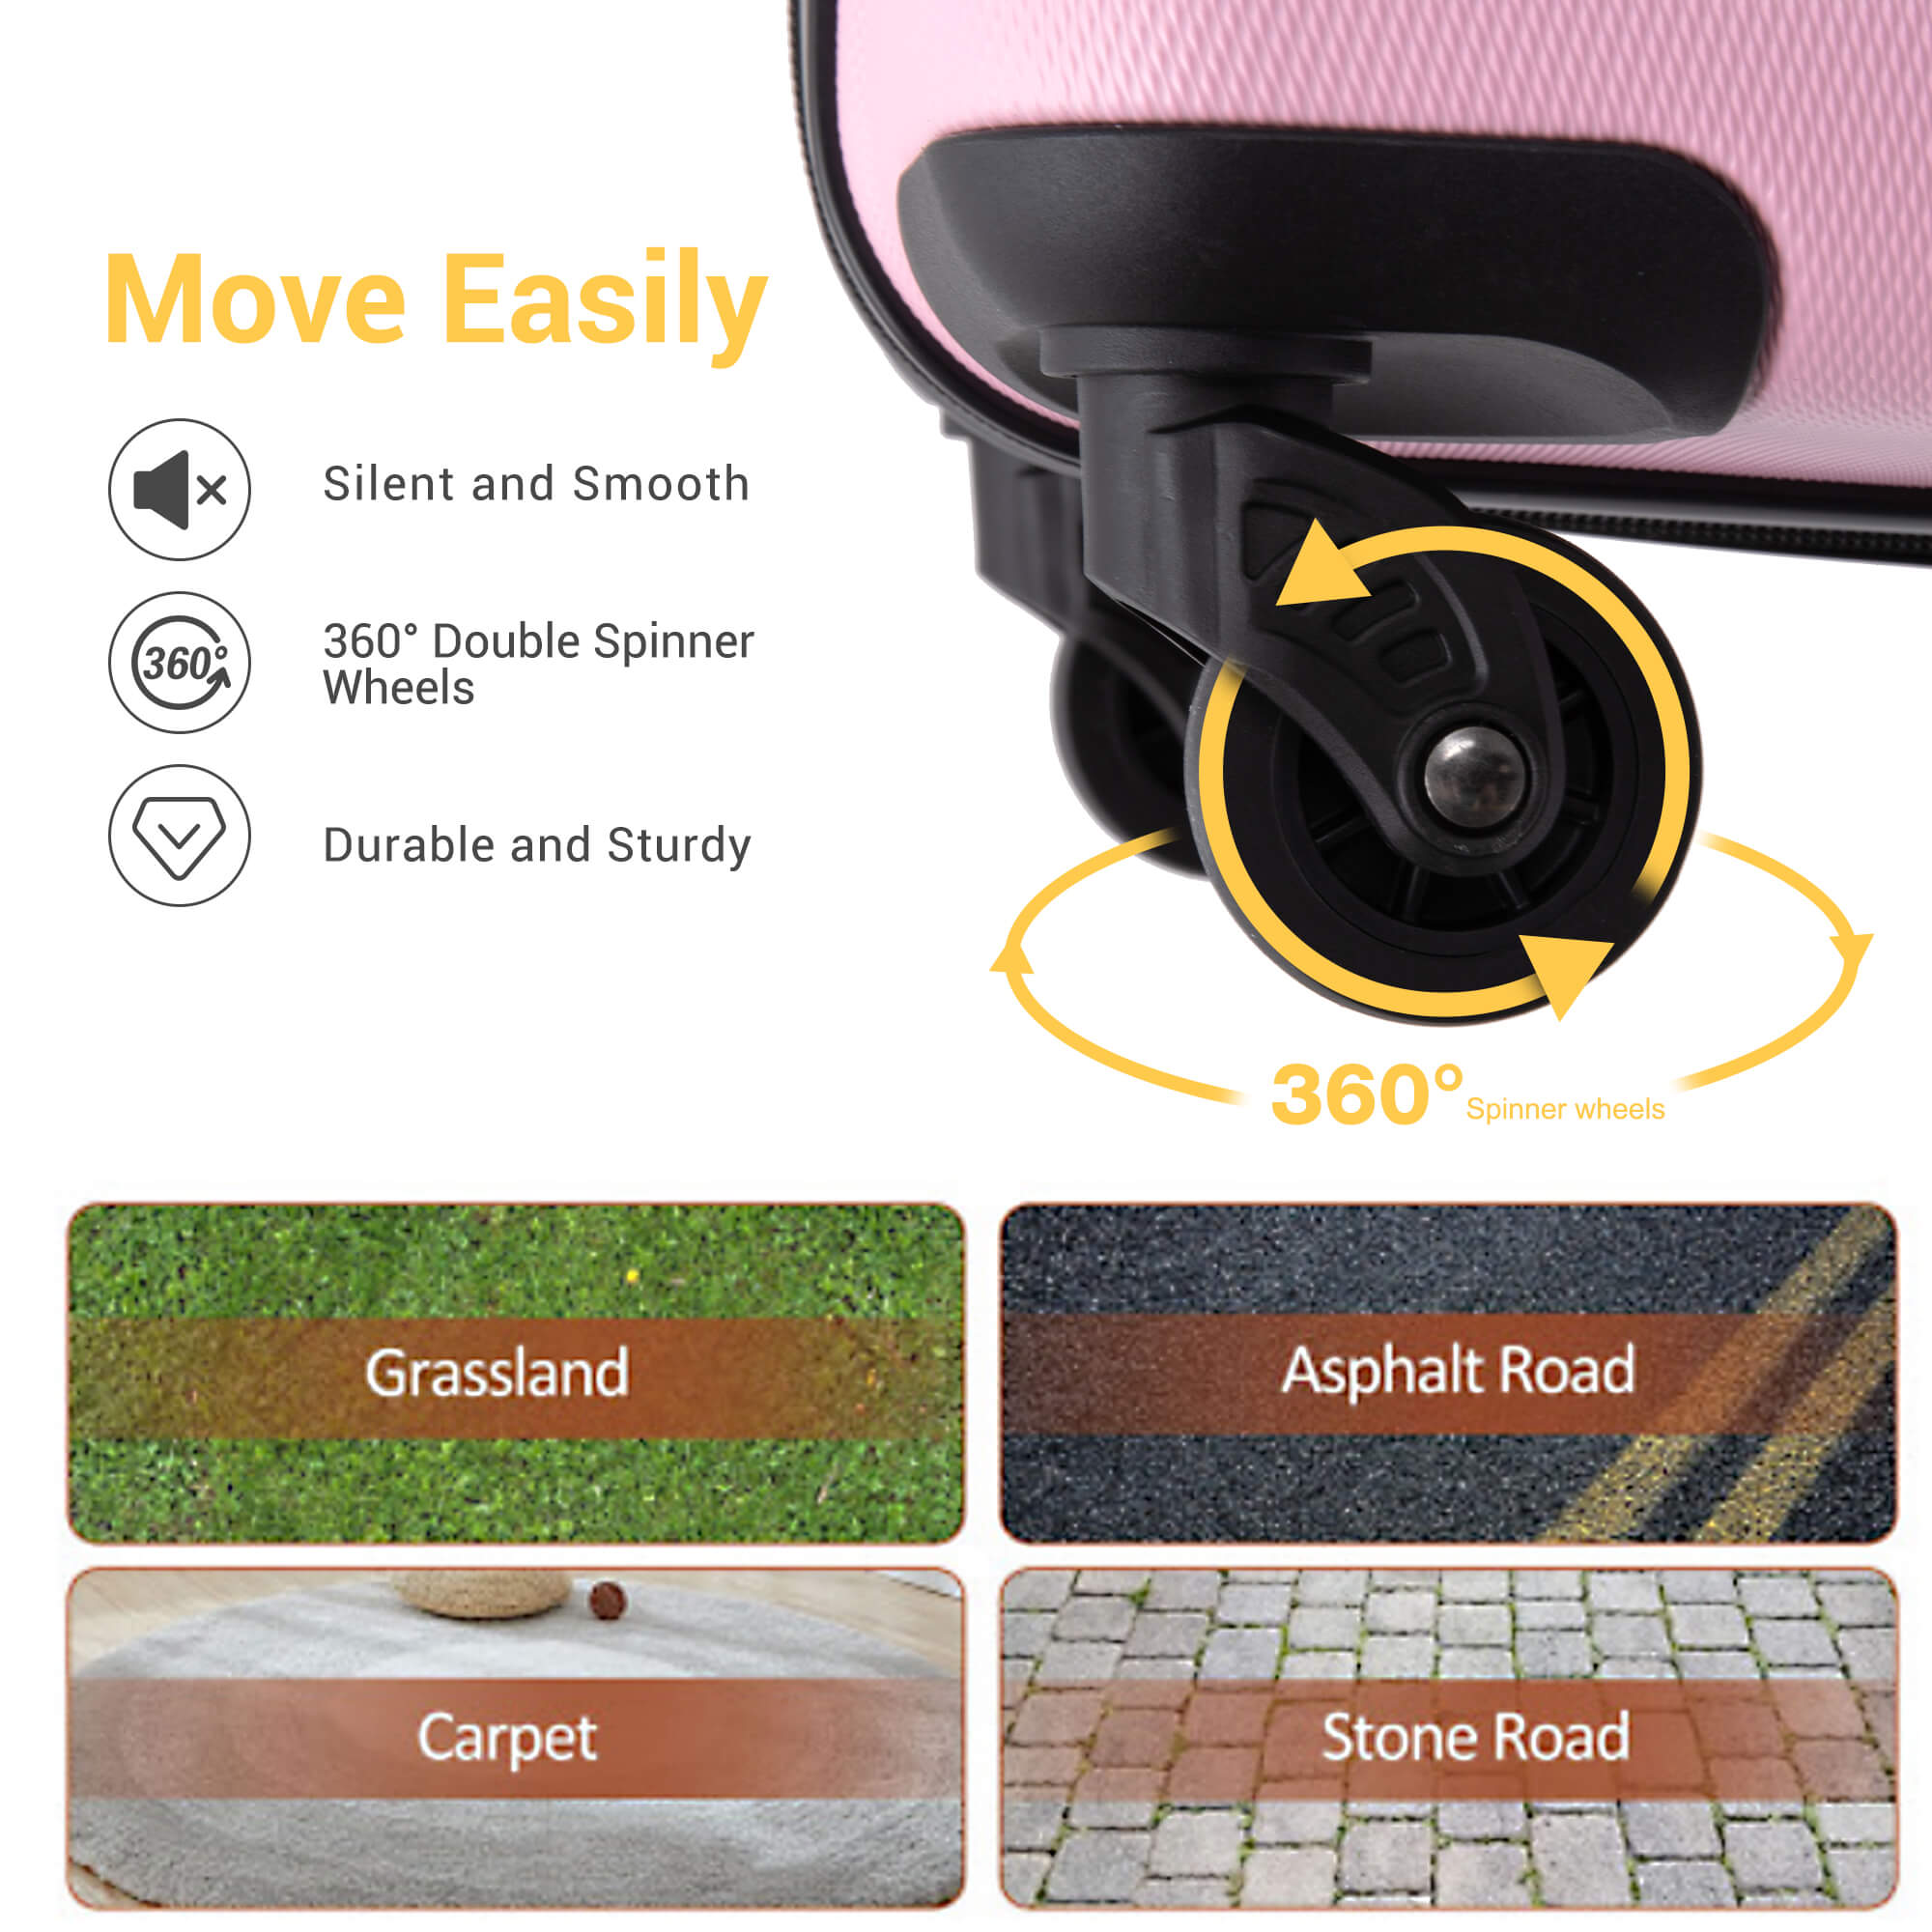 Move Easily
Silent and Smooth
360°
360° Double Spinner
Wheels
Durable and Sturdy
360° Spinner wheels
Grassland
Asphalt Road
Carpet
Stone Road